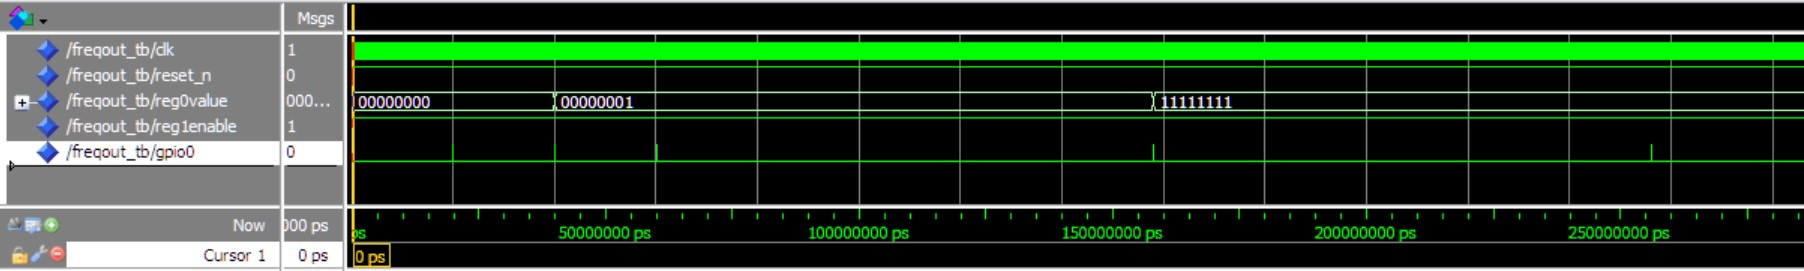 Msgs
/freqout_tb/clk 1
/freqout_tb/reset_n 0
/freqout_tb/reg0value 000... 00000000 00000001 11111111
/freqout_tb/reg1enable 1
/freqout_tb/gpio0 0
Now 000 ps ps 50000000 ps 100000000 ps 150000000 ps 200000000 ps 250000000 ps
Cursor 1 0 ps 0 ps